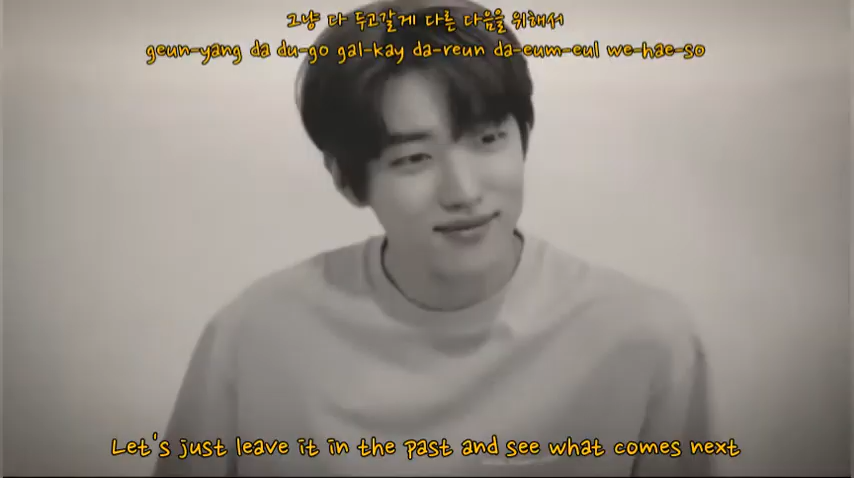 그냥 다 두고갈게 다른 다음을 위해서
geun-yang da du-go gal-kay da-reun da-eum-eul we-hae-so
Let's just leave it in the past and see what comes next